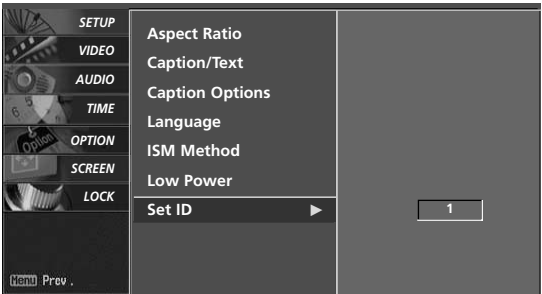 SETUP
VIDEO
AUDIO
TIME
OPTION
SCREEN
LOCK
Menu Prev.
Aspect Ratio
Caption/Text
Caption Options
Language
ISM Method
Low Power
Set ID ▶
1
Option